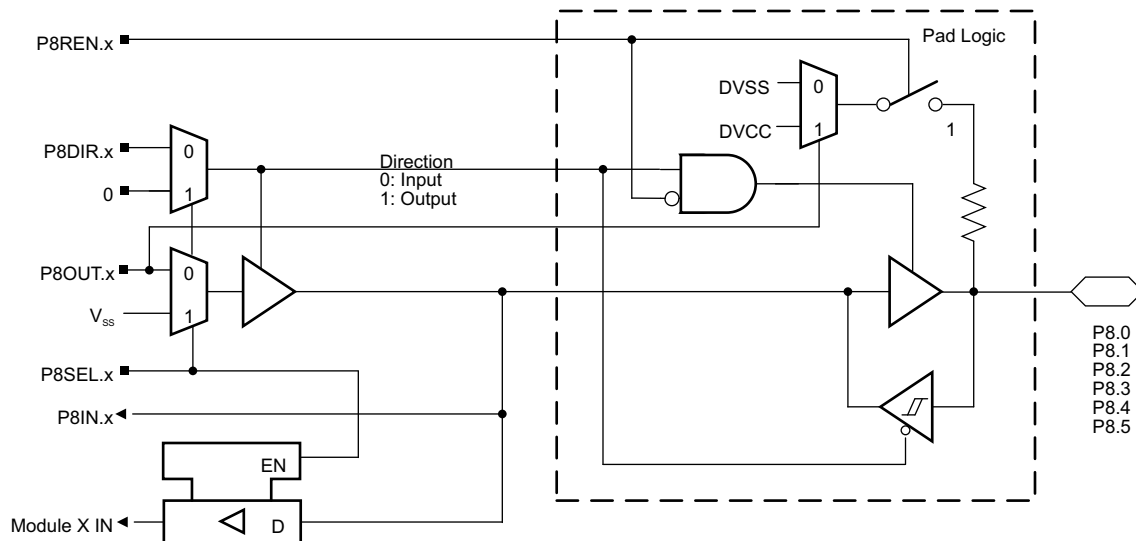 P8REN.x
Pad Logic
DVSS
0
DVCC
1
1
P8DIR.x
0
0
1
Direction
0: Input
1: Output
P8OUT.x
0
VSS
1
P8SEL.x
P8IN.x
EN
Module X IN
D
P8.0
P8.1
P8.2
P8.3
P8.4
P8.5